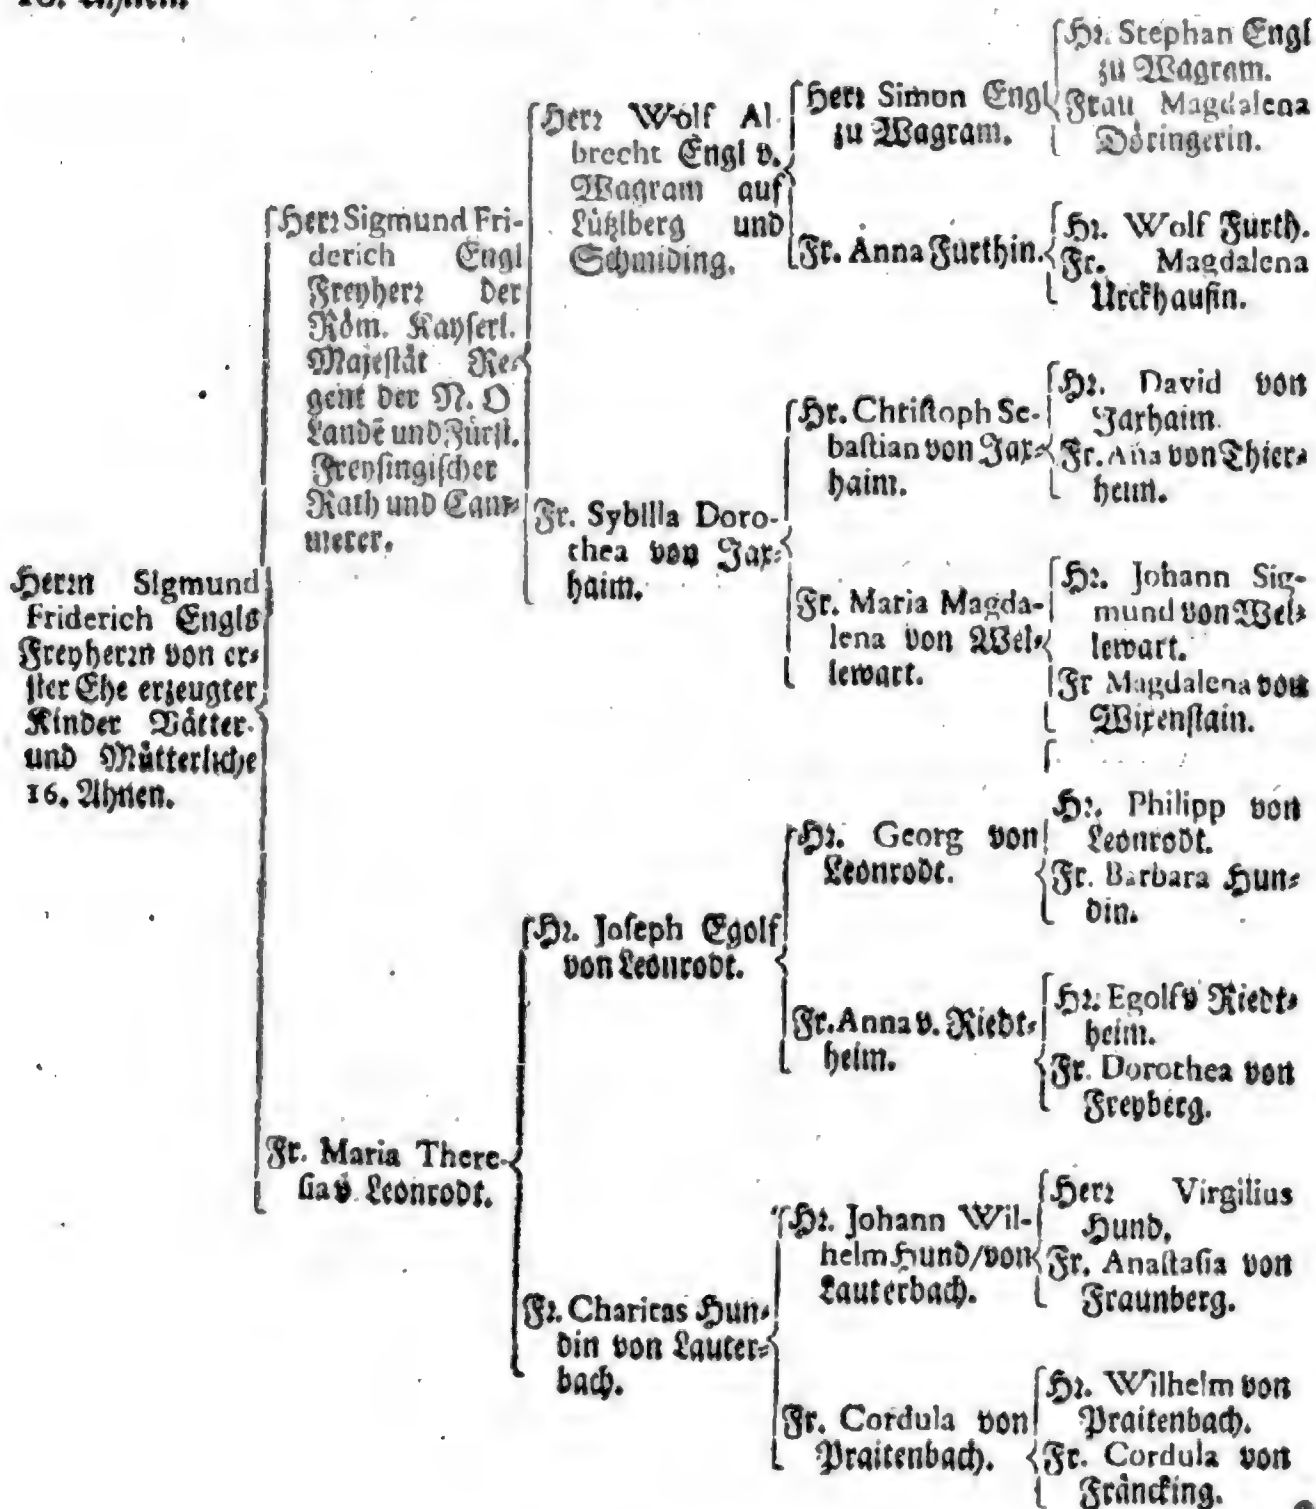 16. Ahnen.
Herrn Sigmund
Friderich Engls
Freyherrn von er-
ster Ehe erzeugter
Kinder Vätter-
und Mütterliche
16. Ahnen.
Herr Sigmund Fri-
derich Engl
Freyherr der
Röm. Kayserl.
Majestät Re-
gent der N. O
Landē und Fürstl.
Freysingischer
Rath und Cam-
merer.
Fr. Maria There-
sia v. Leonrodt.
Herr Wolf Al-
brecht Engl v.
Wagram auf
Lützlberg und
Schmiding.
Fr. Sybilla Doro-
thea von Jax-
haim.
Hr. Joseph Egolf
von Leonrodt.
Fr. Charitas Hun-
din von Lauter-
bach.
Herr Simon Engl
zu Wagram.
Fr. Anna Furthin.
Hr. Christoph Se-
bastian von Jax-
haim.
Fr. Maria Magda-
lena von Wel-
lewart.
Hr. Georg von
Leonrodt.
Fr. Anna v. Riedt-
heim.
Hr. Johann Wil-
helm Hund/von
Lauterbach.
Fr. Cordula von
Praitenbach.
Hr. Stephan Engl
zu Wagram.
Frau Magdalena
Döringerin.
Hr. Wolf Furth.
Fr. Magdalena
Urckhausin.
Hr. David von
Jaxhaim.
Fr. Aña von Thier-
heim.
Hr. Johann Sig-
mund von Wel-
lewart.
Fr Magdalena von
Wixenstain.
Hr. Philipp von
Leonrodt.
Fr. Barbara Hun-
din.
Hr. Egolf v Riedt-
heim.
Fr. Dorothea von
Freyberg.
Herr Virgilius
Hund.
Fr. Anastasia von
Fraunberg.
Hr. Wilhelm von
Praitenbach.
Fr. Cordula von
Fräncking.